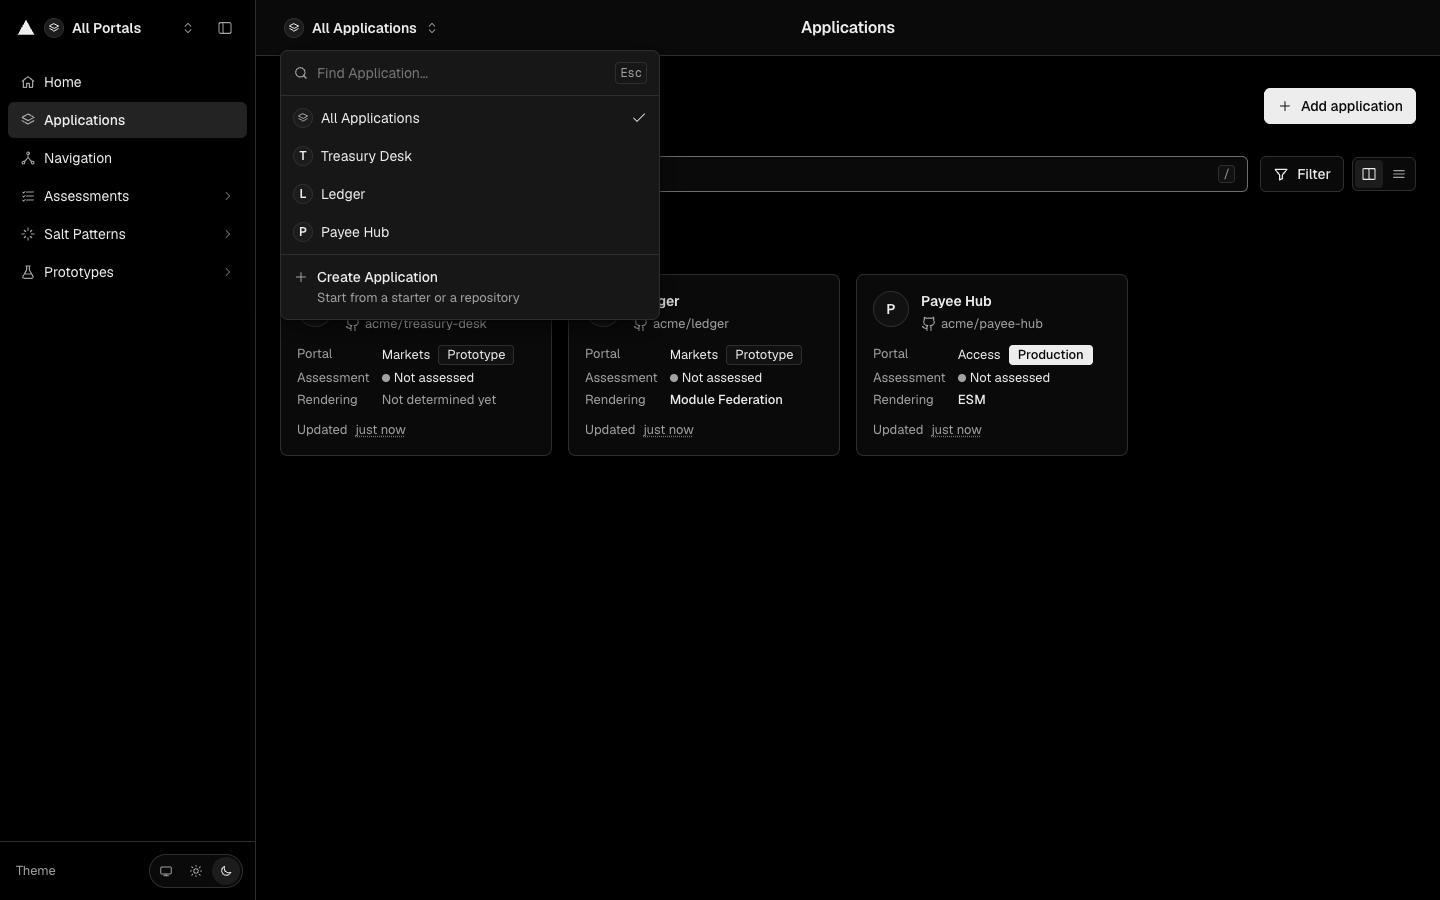 All Portals
All Applications
Applications
Find Application...
Esc
Home
Applications
Navigation
Assessments
Salt Patterns
Prototypes
All Applications
T Treasury Desk
L Ledger
P Payee Hub
Create Application
Start from a starter or a repository
Add application
/
Filter
acme/treasury-desk
Portal Markets Prototype
Assessment Not assessed
Rendering Not determined yet
Updated just now
ger
acme/ledger
Portal Markets Prototype
Assessment Not assessed
Rendering Module Federation
Updated just now
P Payee Hub
acme/payee-hub
Portal Access Production
Assessment Not assessed
Rendering ESM
Updated just now
Theme